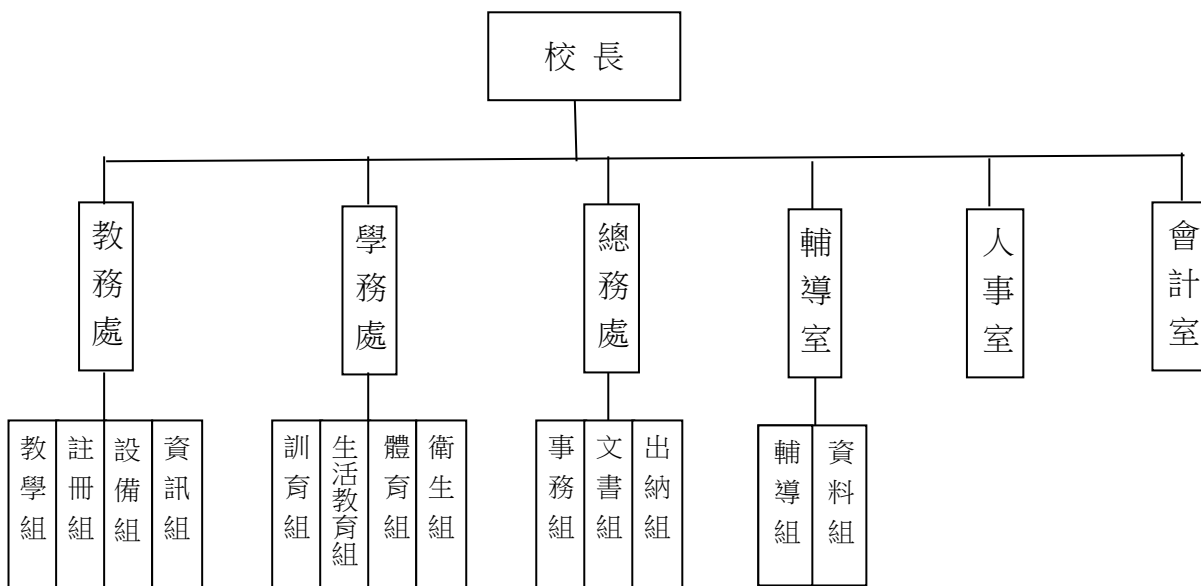 校長
教務處
學務處
總務處
輔導室
人事室
會計室
教學組
註冊組
設備組
資訊組
訓育組
生活教育組
體育組
衛生組
事務組
文書組
出納組
輔導組
資料組